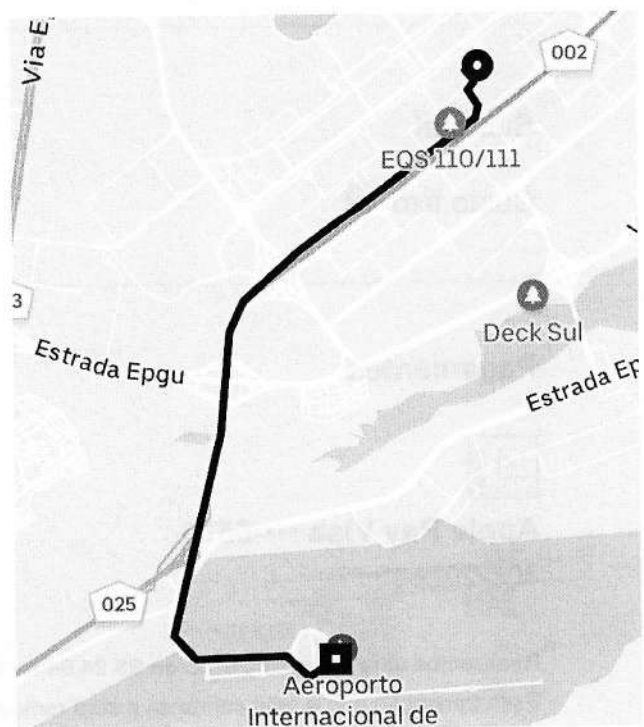 Via E
002
EQS 110/111
3
Deck Sul
Estrada Epgu
Estrada Ep
025
Aeroporto
Internacional de